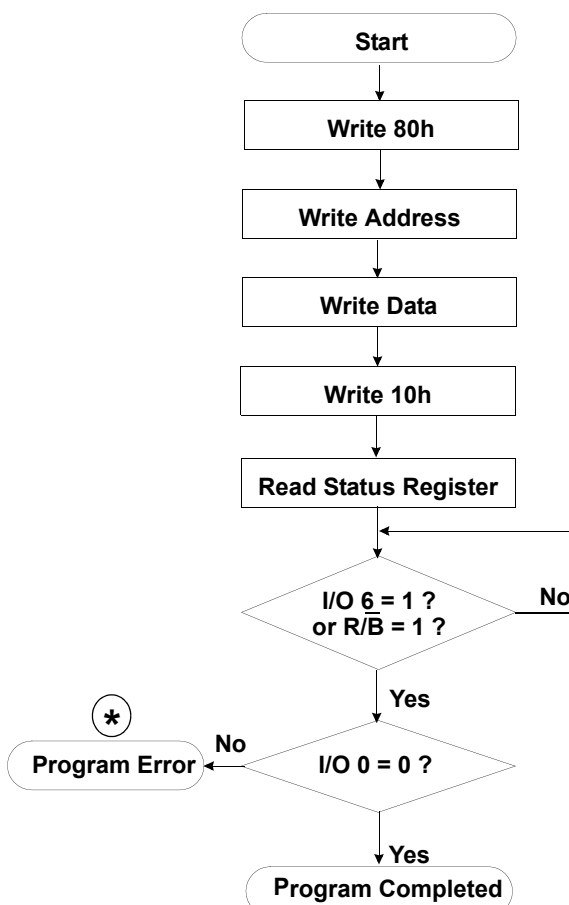 Start
Write 80h
Write Address
Write Data
Write 10h
Read Status Register
I/O 6 = 1 ?
or R/B̅ = 1 ?
No
Yes
*
No
Program Error
I/O 0 = 0 ?
Yes
Program Completed